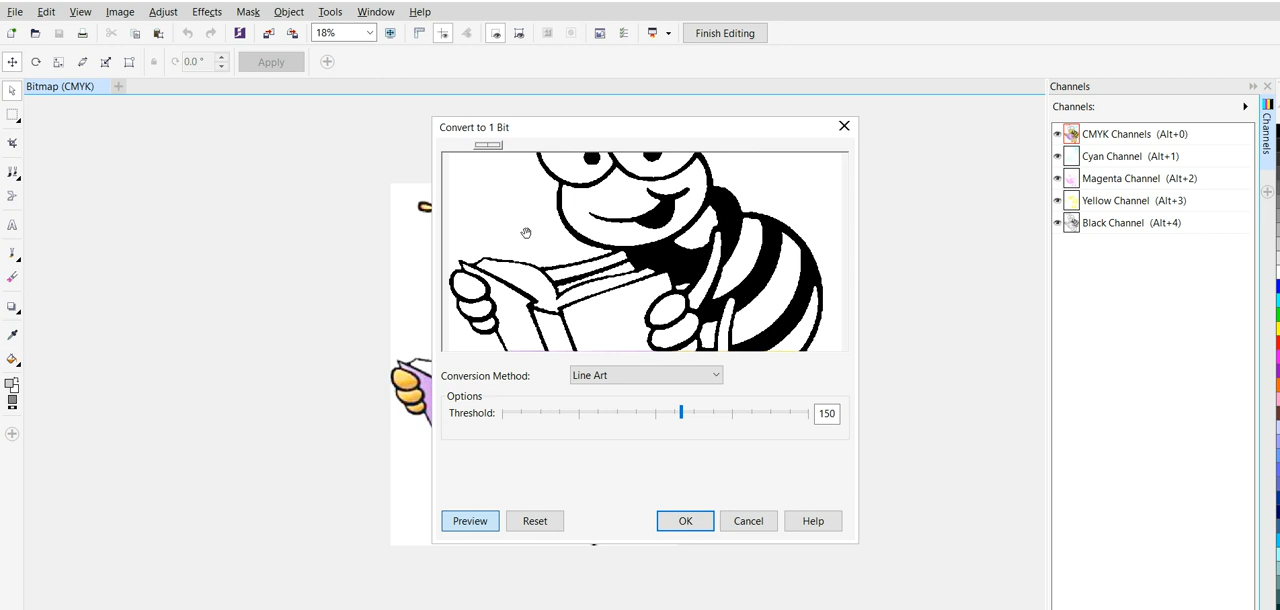 File Edit View Image Adjust Effects Mask Object Tools Window Help
18% Finish Editing
0.0 ° Apply
Bitmap (CMYK)
Channels
Channels:
CMYK Channels (Alt+0)
Cyan Channel (Alt+1)
Magenta Channel (Alt+2)
Yellow Channel (Alt+3)
Black Channel (Alt+4)
Channels
Convert to 1 Bit
Conversion Method: Line Art
Options
Threshold: 150
Preview Reset OK Cancel Help